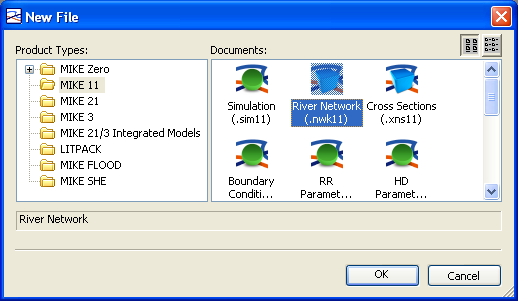 New File
Product Types:
Documents:
MIKE Zero
MIKE 11
MIKE 21
MIKE 3
MIKE 21/3 Integrated Models
LITPACK
MIKE FLOOD
MIKE SHE
Simulation
(.sim11)
River Network
(.nwk11)
Cross Sections
(.xns11)
Boundary
Conditi...
RR
Paramet...
HD
Paramet...
River Network
OK
Cancel